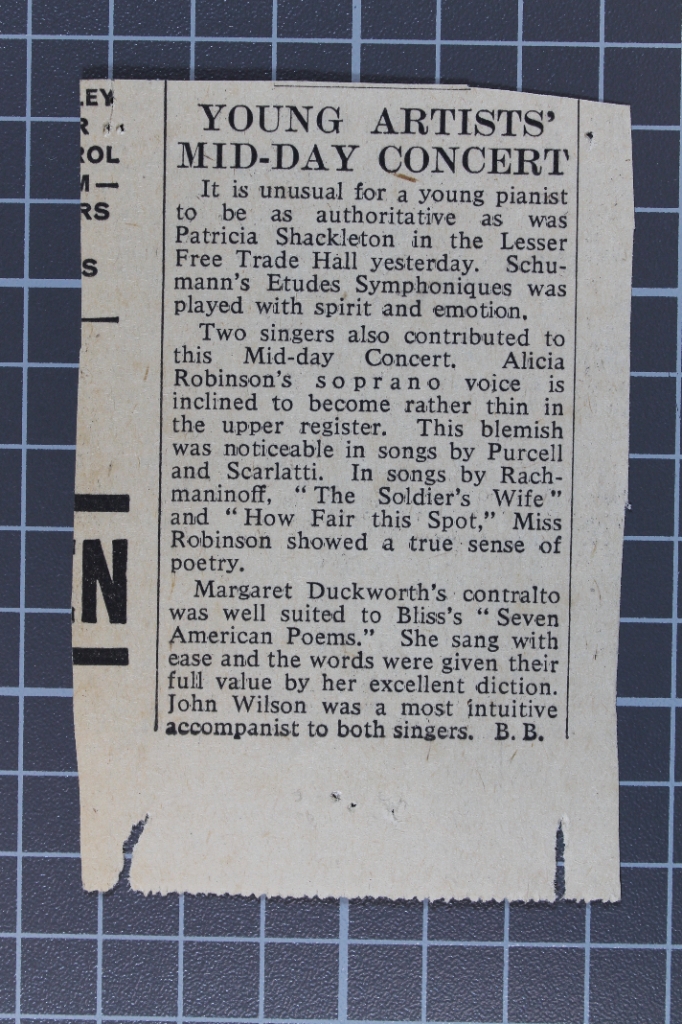 LEY
R
ROL
M—
RS
S
EN
YOUNG ARTISTS'
MID-DAY CONCERT
It is unusual for a young pianist
to be as authoritative as was
Patricia Shackleton in the Lesser
Free Trade Hall yesterday. Schu-
mann's Etudes Symphoniques was
played with spirit and emotion.
Two singers also contributed to
this Mid-day Concert. Alicia
Robinson's soprano voice is
inclined to become rather thin in
the upper register. This blemish
was noticeable in songs by Purcell
and Scarlatti. In songs by Rach-
maninoff, "The Soldier's Wife"
and "How Fair this Spot," Miss
Robinson showed a true sense of
poetry.
Margaret Duckworth's contralto
was well suited to Bliss's "Seven
American Poems." She sang with
ease and the words were given their
full value by her excellent diction.
John Wilson was a most intuitive
accompanist to both singers. B. B.